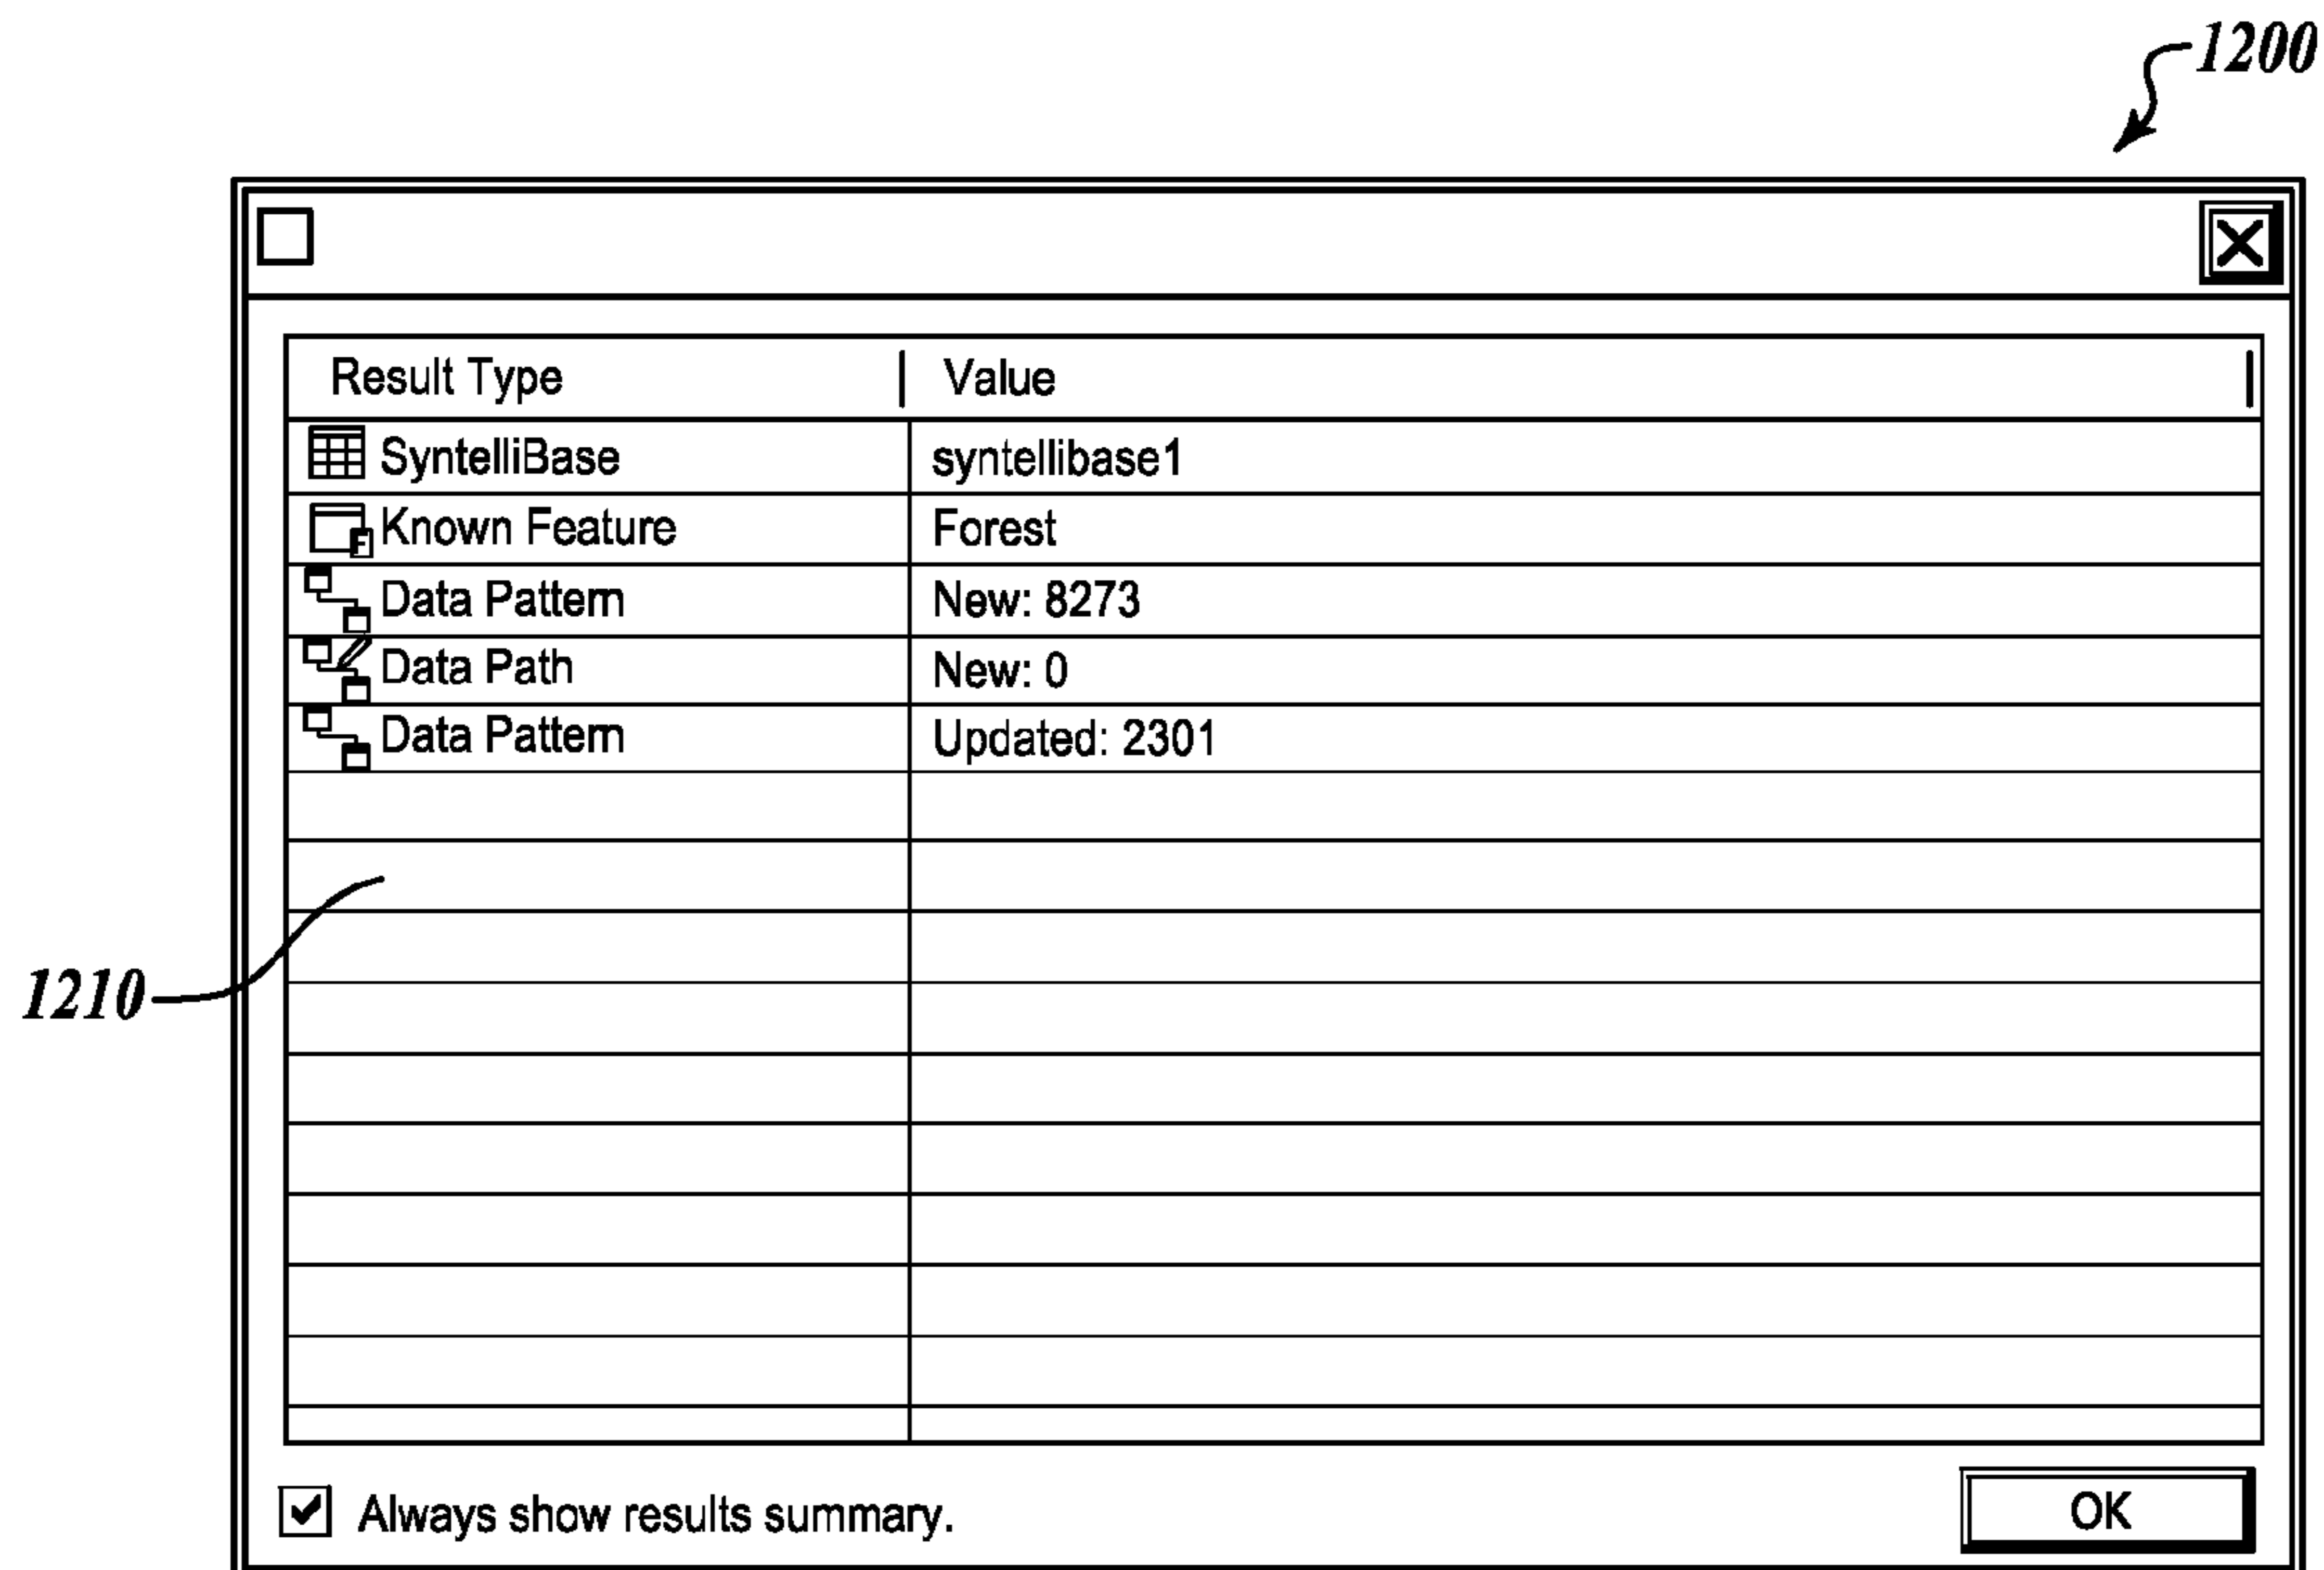 1200
Result Type Value
SyntelliBase syntellibase1
Known Feature Forest
Data Pattern New: 8273
Data Path New: 0
Data Pattern Updated: 2301
1210
Always show results summary. OK